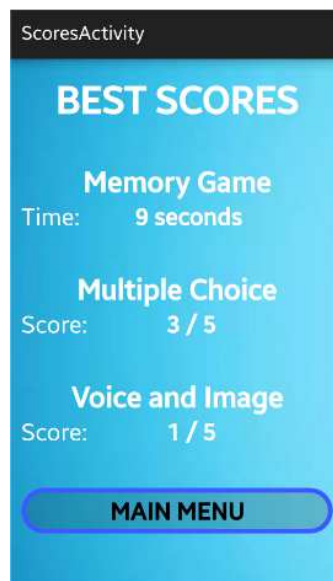 ScoresActivity
BEST SCORES
Memory Game
Time: 9 seconds
Multiple Choice
Score: 3 / 5
Voice and Image
Score: 1 / 5
MAIN MENU